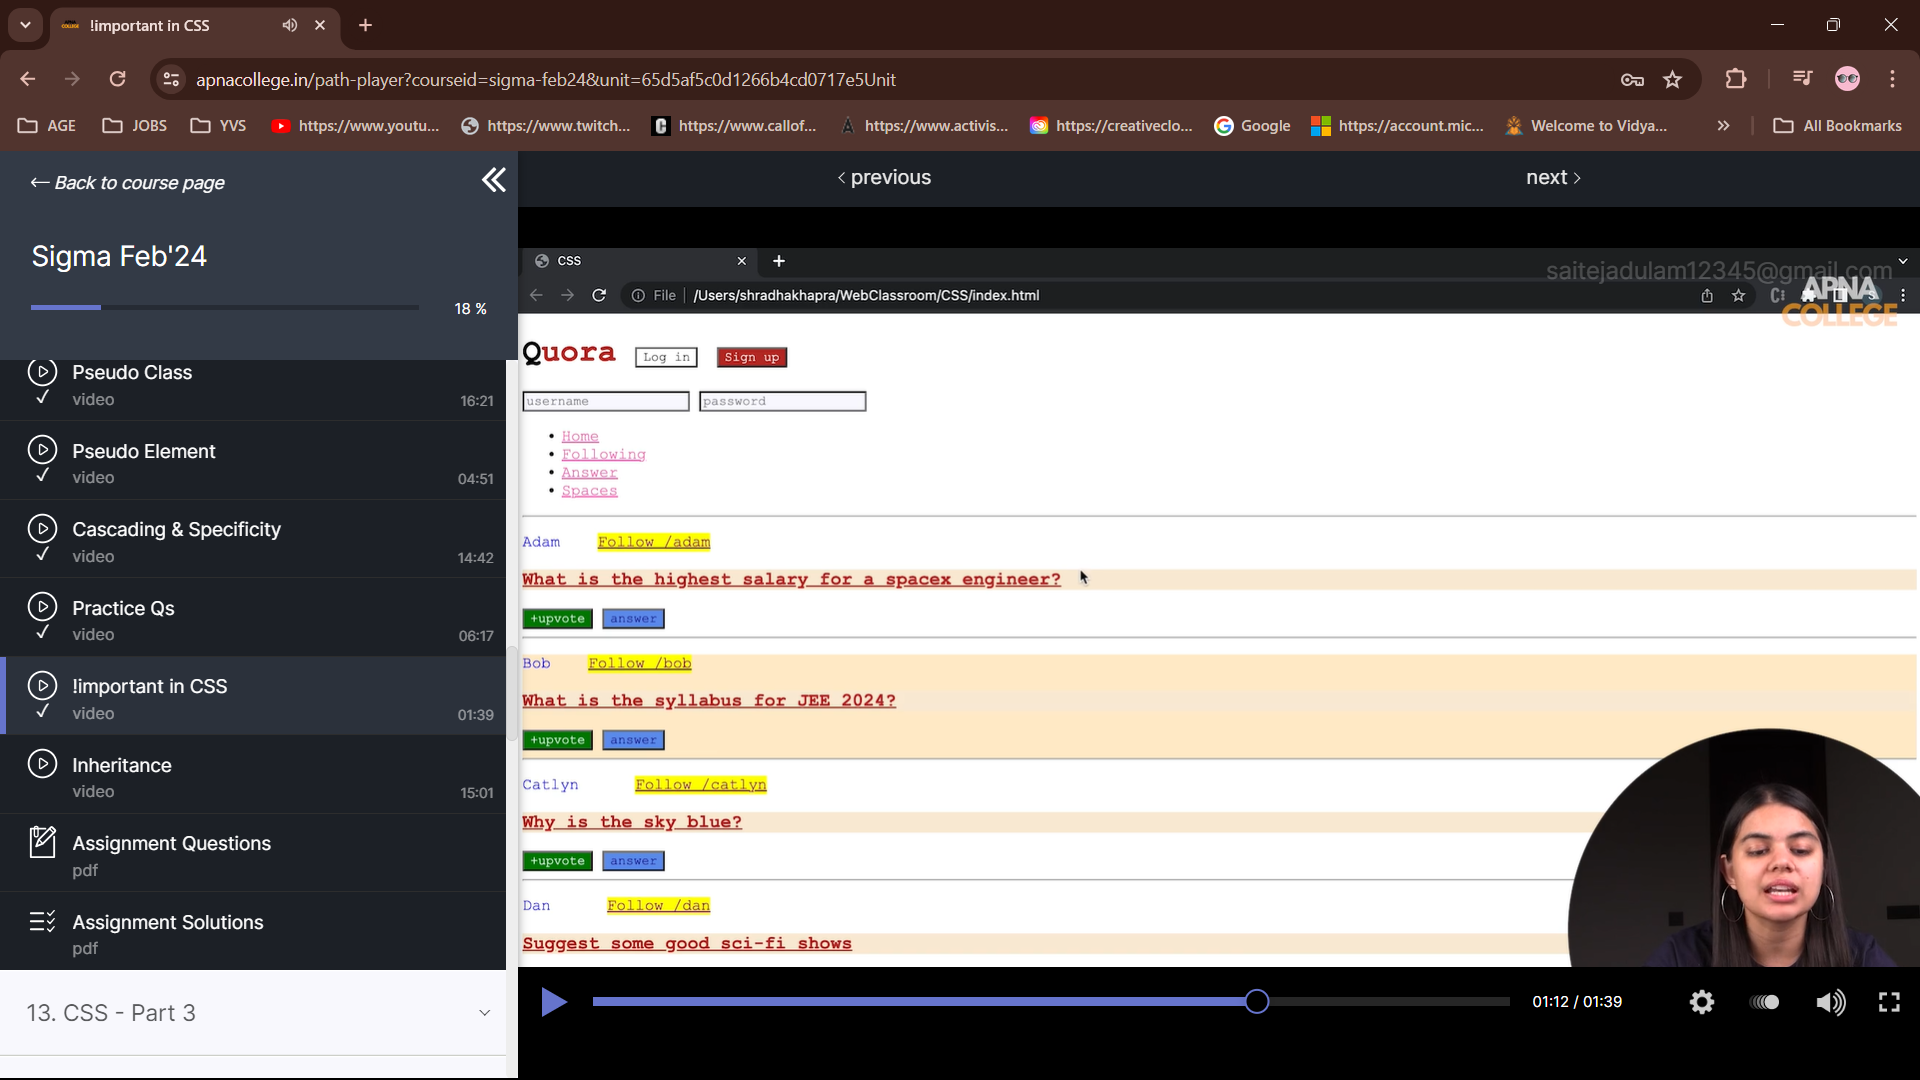 !important in CSS
apnacollege.in/path-player?courseid=sigma-feb24&unit=65d5af5c0d1266b4cd0717e5Unit
AGE JOBS YVS https://www.youtu... https://www.twitch... https://www.callof... https://www.activis... https://creativeclo... Google https://account.mic... Welcome to Vidya... » All Bookmarks
← Back to course page
‹ previous next ›
Sigma Feb'24
18 %
Pseudo Class
video 16:21
Pseudo Element
video 04:51
Cascading & Specificity
video 14:42
Practice Qs
video 06:17
!important in CSS
video 01:39
Inheritance
video 15:01
Assignment Questions
pdf
Assignment Solutions
pdf
13. CSS - Part 3
CSS
saitejadulam12345@gmail.com
File /Users/shradhakhapra/WebClassroom/CSS/index.html
APNA
COLLEGE
Quora Log in Sign up
username password
• Home
• Following
• Answer
• Spaces
Adam Follow /adam
What is the highest salary for a spacex engineer?
+upvote answer
Bob Follow /bob
What is the syllabus for JEE 2024?
+upvote answer
Catlyn Follow /catlyn
Why is the sky blue?
+upvote answer
Dan Follow /dan
Suggest some good sci-fi shows
01:12 / 01:39